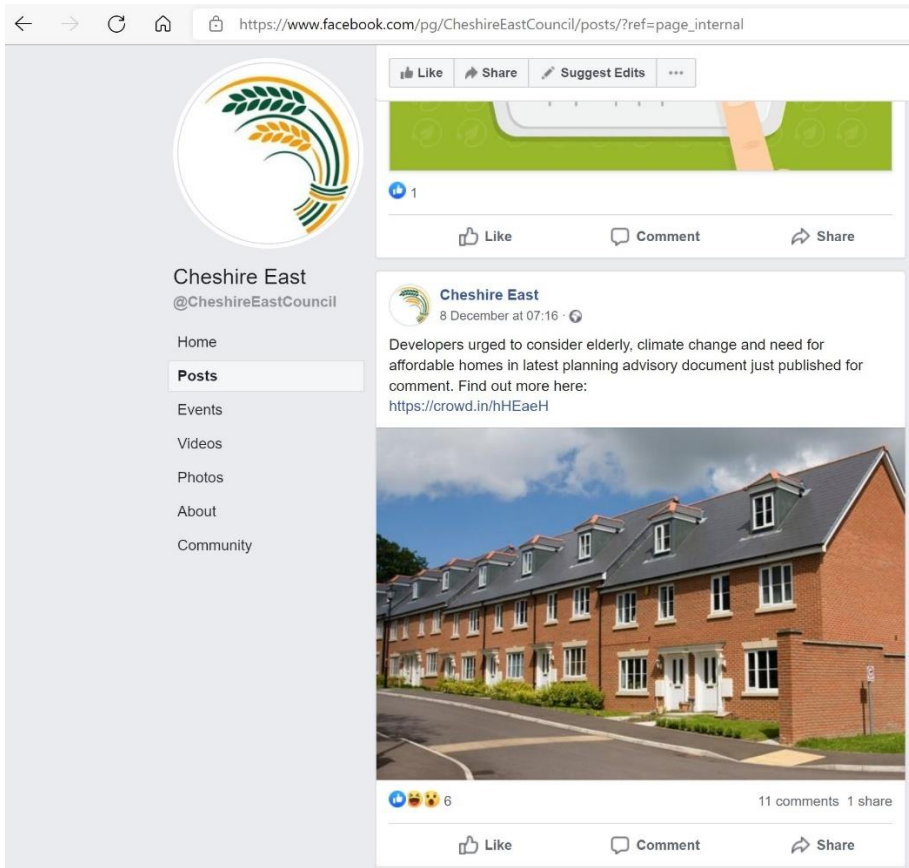 https://www.facebook.com/pg/CheshireEastCouncil/posts/?ref=page_internal
Like Share Suggest Edits ...
1
Like Comment Share
Cheshire East
@CheshireEastCouncil
Home
Posts
Events
Videos
Photos
About
Community
Cheshire East
8 December at 07:16 ·
Developers urged to consider elderly, climate change and need for
affordable homes in latest planning advisory document just published for
comment. Find out more here:
https://crowd.in/hHEaeH
6 11 comments 1 share
Like Comment Share